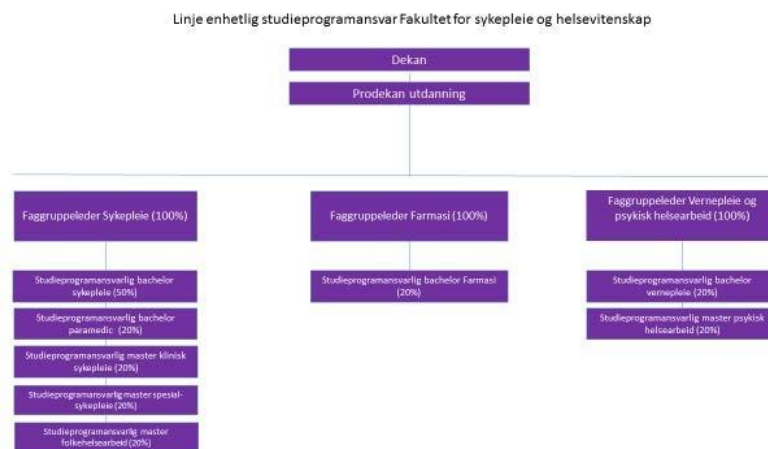 Linje enhetlig studieprogramansvar Fakultet for sykepleie og helsevitenskap
Dekan
Prodekan utdanning
Faggruppeleder Sykepleie (100%)
Studieprogramansvarlig bachelor
sykepleie (50%)
Studieprogramansvarlig bachelor
paramedic (20%)
Studieprogramansvarlig master klinisk
sykepleie (20%)
Studieprogramansvarlig master spesial-
sykepleie (20%)
Studieprogramansvarlig master
folkehelsearbeid (20%)
Faggruppeleder Farmasi (100%)
Studieprogramansvarlig bachelor Farmasi
(20%)
Faggruppeleder Vernepleie og
psykisk helsearbeid (100%)
Studieprogramansvarlig bachelor
vernepleie (20%)
Studieprogramansvarlig master psykisk
helsearbeid (20%)